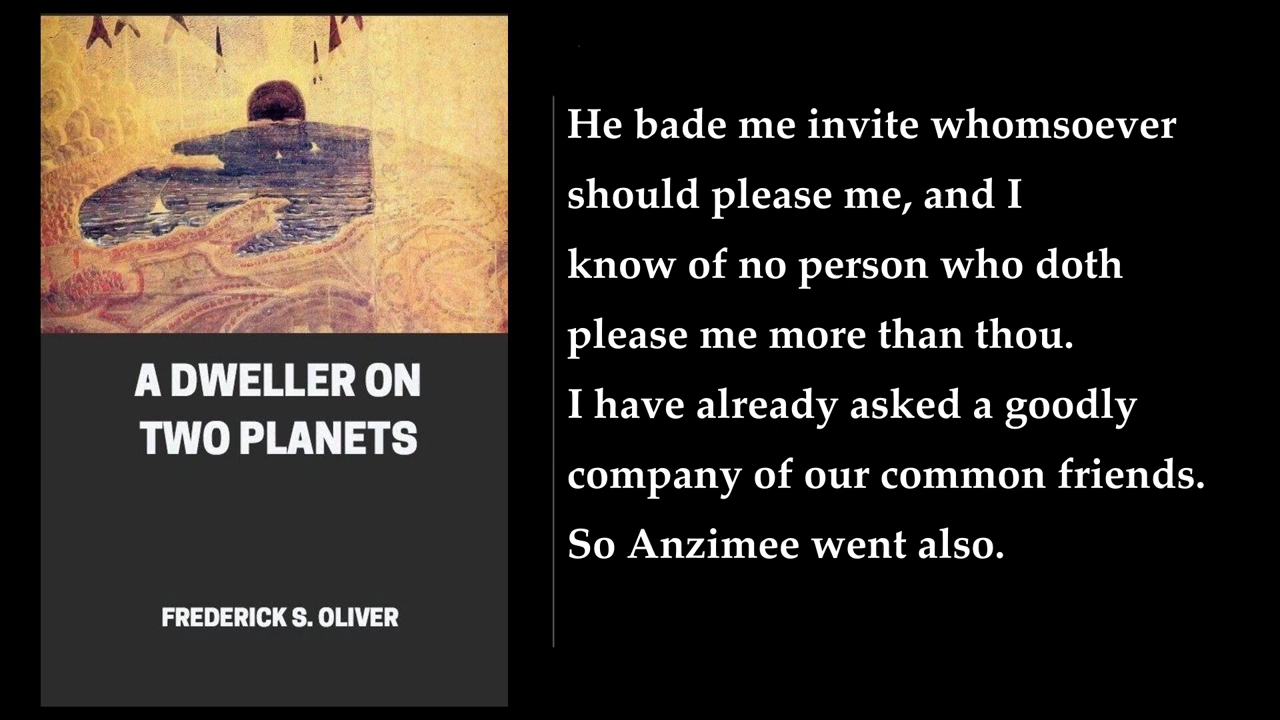 A DWELLER ON
TWO PLANETS
FREDERICK S. OLIVER
He bade me invite whomsoever
should please me, and I
know of no person who doth
please me more than thou.
I have already asked a goodly
company of our common friends.
So Anzimee went also.